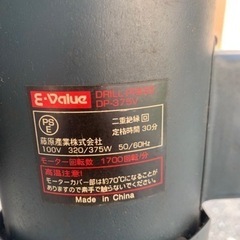 E-Value
DP-375V
PS
E
二重絶縁 回
定格時間 30分
藤原産業株式会社
100V 320/375W 50/60Hz
モーター回転数 1700回転/分
高温注意!
モーターカバー部は約70℃になることが
ありますので素手で触らないでください。
Made in China